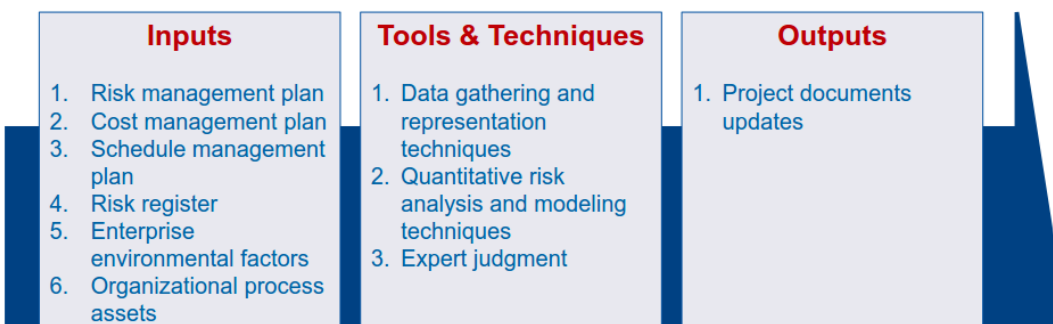 Inputs
1. Risk management plan
2. Cost management plan
3. Schedule management
plan
4. Risk register
5. Enterprise
environmental factors
6. Organizational process
assets
Tools & Techniques
1. Data gathering and
representation
techniques
2. Quantitative risk
analysis and modeling
techniques
3. Expert judgment
Outputs
1. Project documents
updates